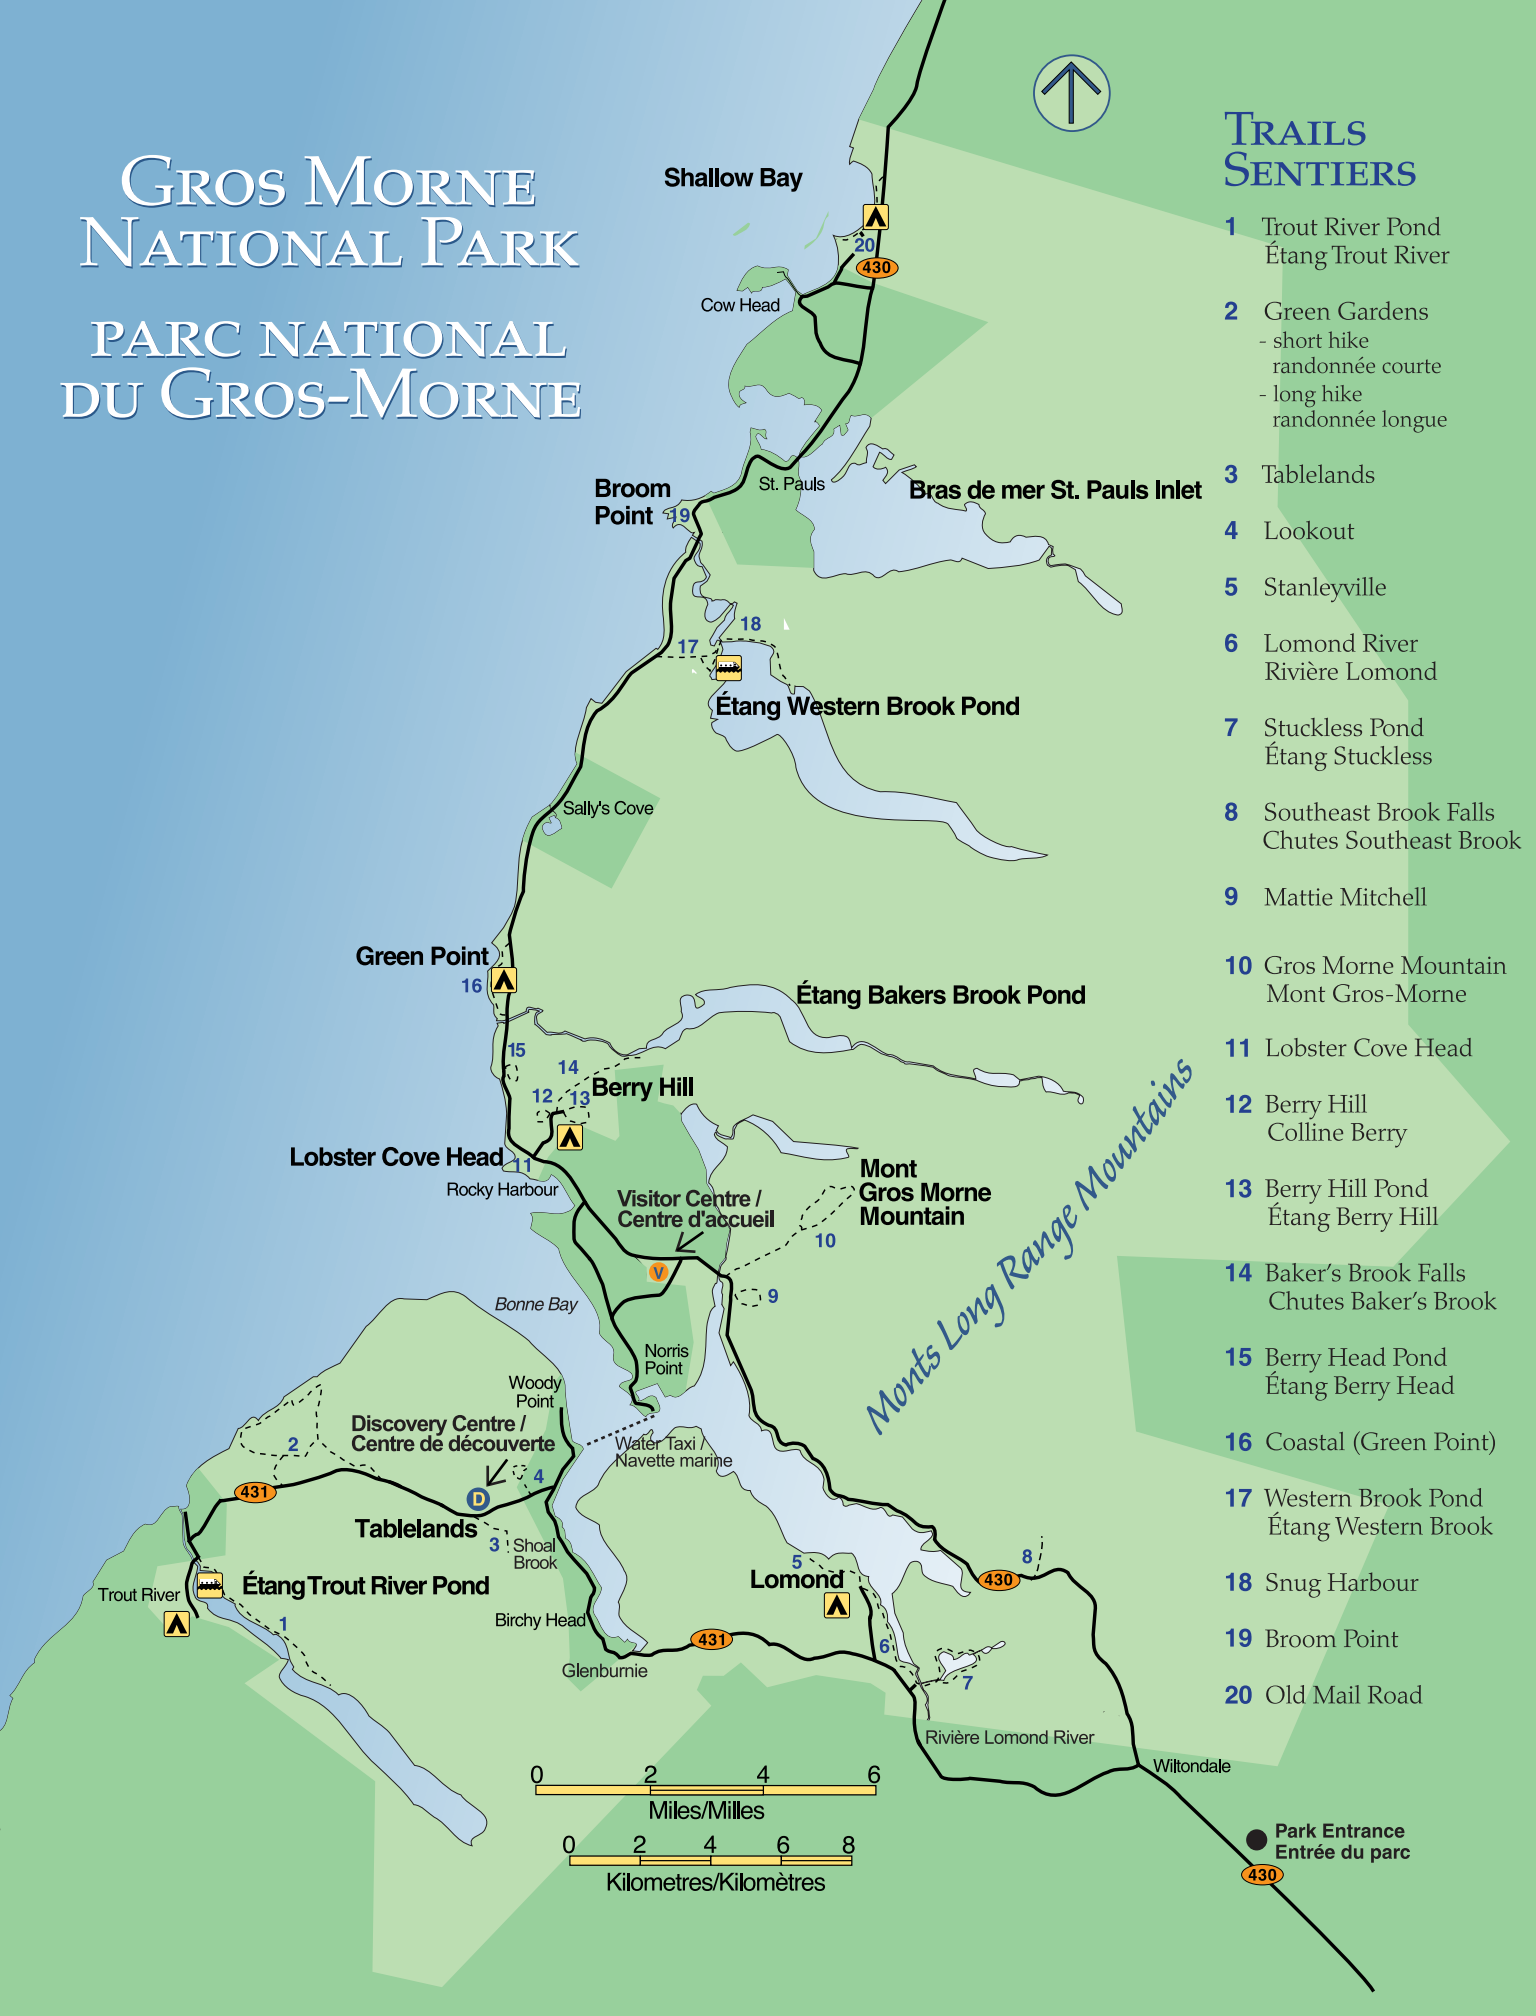 Gros Morne
National Park
parc national
du Gros-Morne
Trails
Sentiers
1 Trout River Pond
Étang Trout River
2 Green Gardens
- short hike
randonnée courte
- long hike
randonnée longue
3 Tablelands
4 Lookout
5 Stanleyville
6 Lomond River
Rivière Lomond
7 Stuckless Pond
Étang Stuckless
8 Southeast Brook Falls
Chutes Southeast Brook
9 Mattie Mitchell
10 Gros Morne Mountain
Mont Gros-Morne
11 Lobster Cove Head
12 Berry Hill
Colline Berry
13 Berry Hill Pond
Étang Berry Hill
14 Baker's Brook Falls
Chutes Baker's Brook
15 Berry Head Pond
Étang Berry Head
16 Coastal (Green Point)
17 Western Brook Pond
Étang Western Brook
18 Snug Harbour
19 Broom Point
20 Old Mail Road
Shallow Bay
20
430
Cow Head
St. Pauls
Bras de mer St. Pauls Inlet
Broom
Point
19
18
17
Étang Western Brook Pond
Sally's Cove
Green Point
16
Étang Bakers Brook Pond
15
14
Berry Hill
12
13
Lobster Cove Head
11
Rocky Harbour
Mont
Gros Morne
Mountain
Visitor Centre /
Centre d'accueil
10
V
9
Monts Long Range Mountains
Bonne Bay
Norris
Point
Woody
Point
Discovery Centre /
Centre de découverte
Water Taxi /
Navette marine
2
4
431
D
Tablelands
3
Shoal
Brook
5
Lomond
8
430
Étang Trout River Pond
Trout River
1
Birchy Head
431
6
Glenburnie
7
Rivière Lomond River
Wiltondale
0 2 4 6
Miles/Milles
0 2 4 6 8
Kilometres/Kilomètres
Park Entrance
Entrée du parc
430